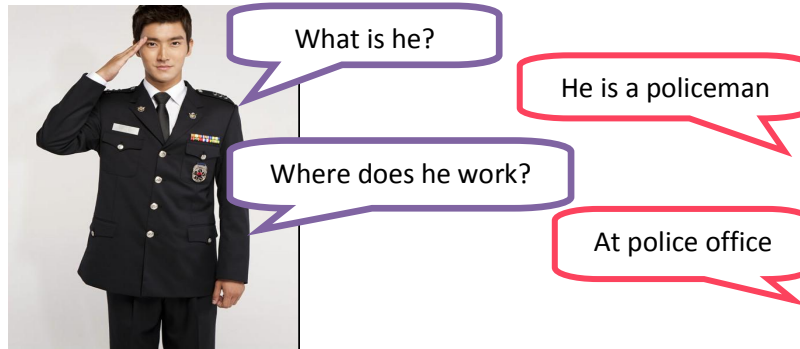 What is he?
He is a policeman
Where does he work?
At police office